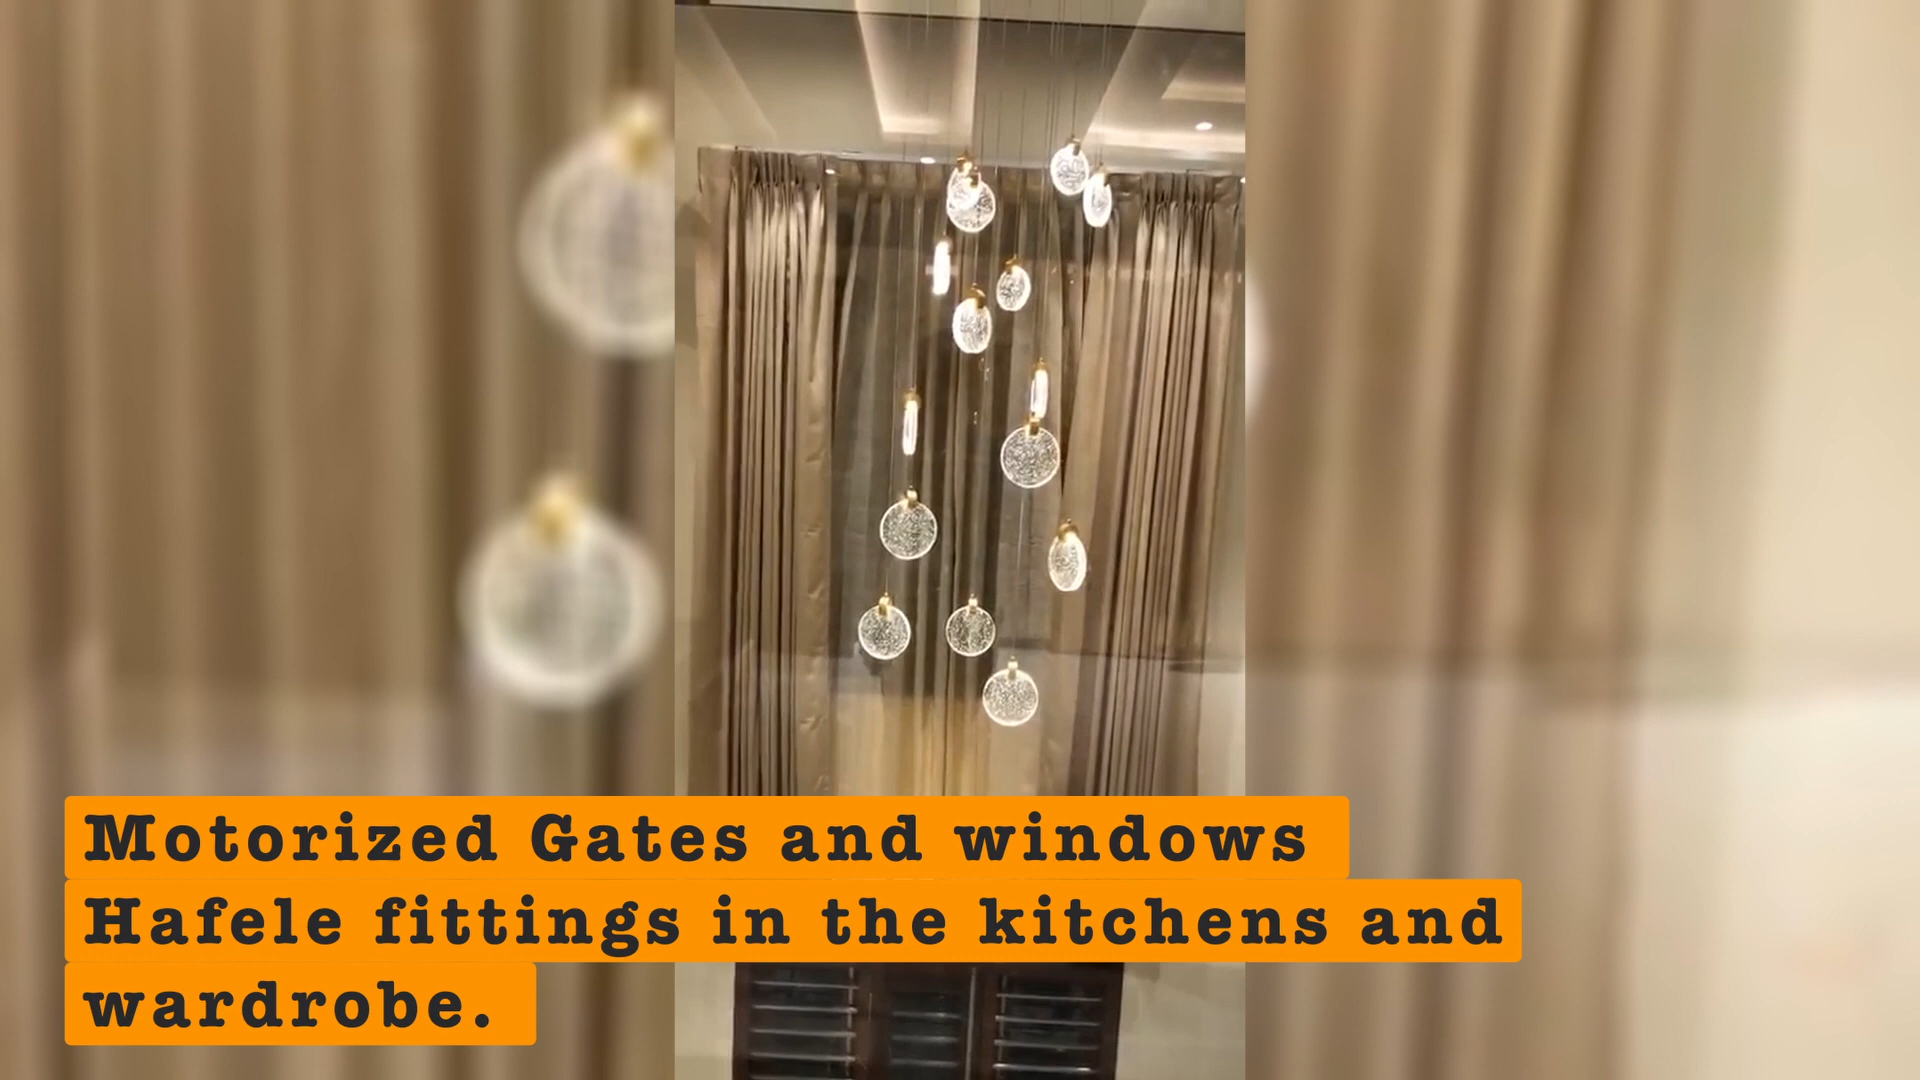 Motorized Gates and windows
Hafele fittings in the kitchens and
wardrobe.